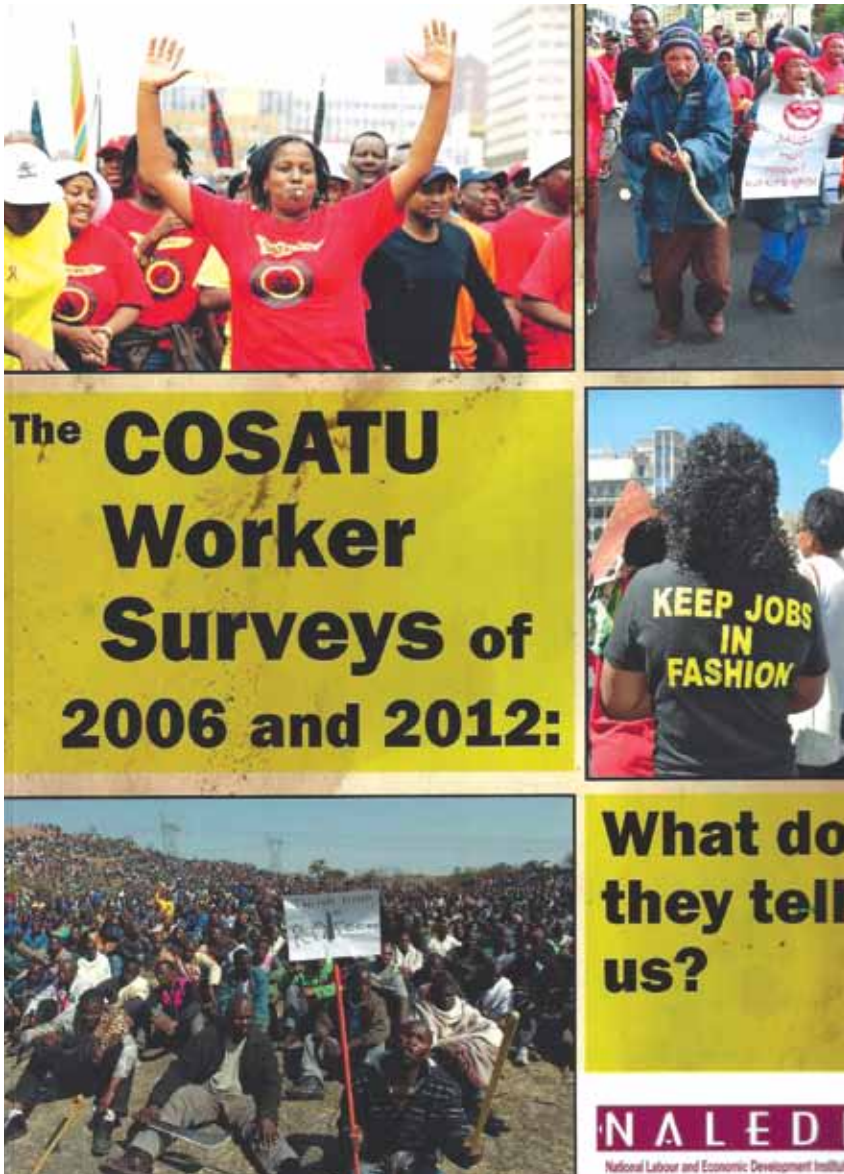 The COSATU
Worker
Surveys of
2006 and 2012:
KEEP JOBS
IN
FASHION
What do
they tell
us?
NALEDI
National Labour and Economic Development Institu